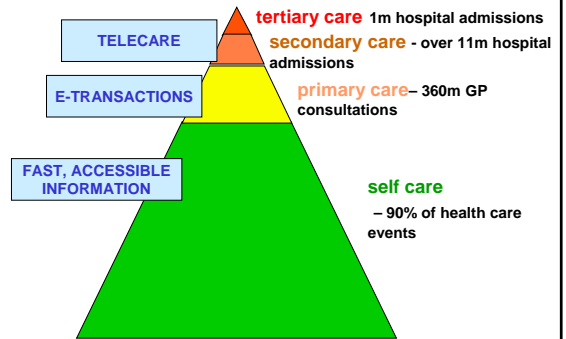 TELECARE
tertiary care 1m hospital admissions
secondary care - over 11m hospital
admissions
E-TRANSACTIONS
primary care– 360m GP
consultations
FAST, ACCESSIBLE
INFORMATION
self care
– 90% of health care
events